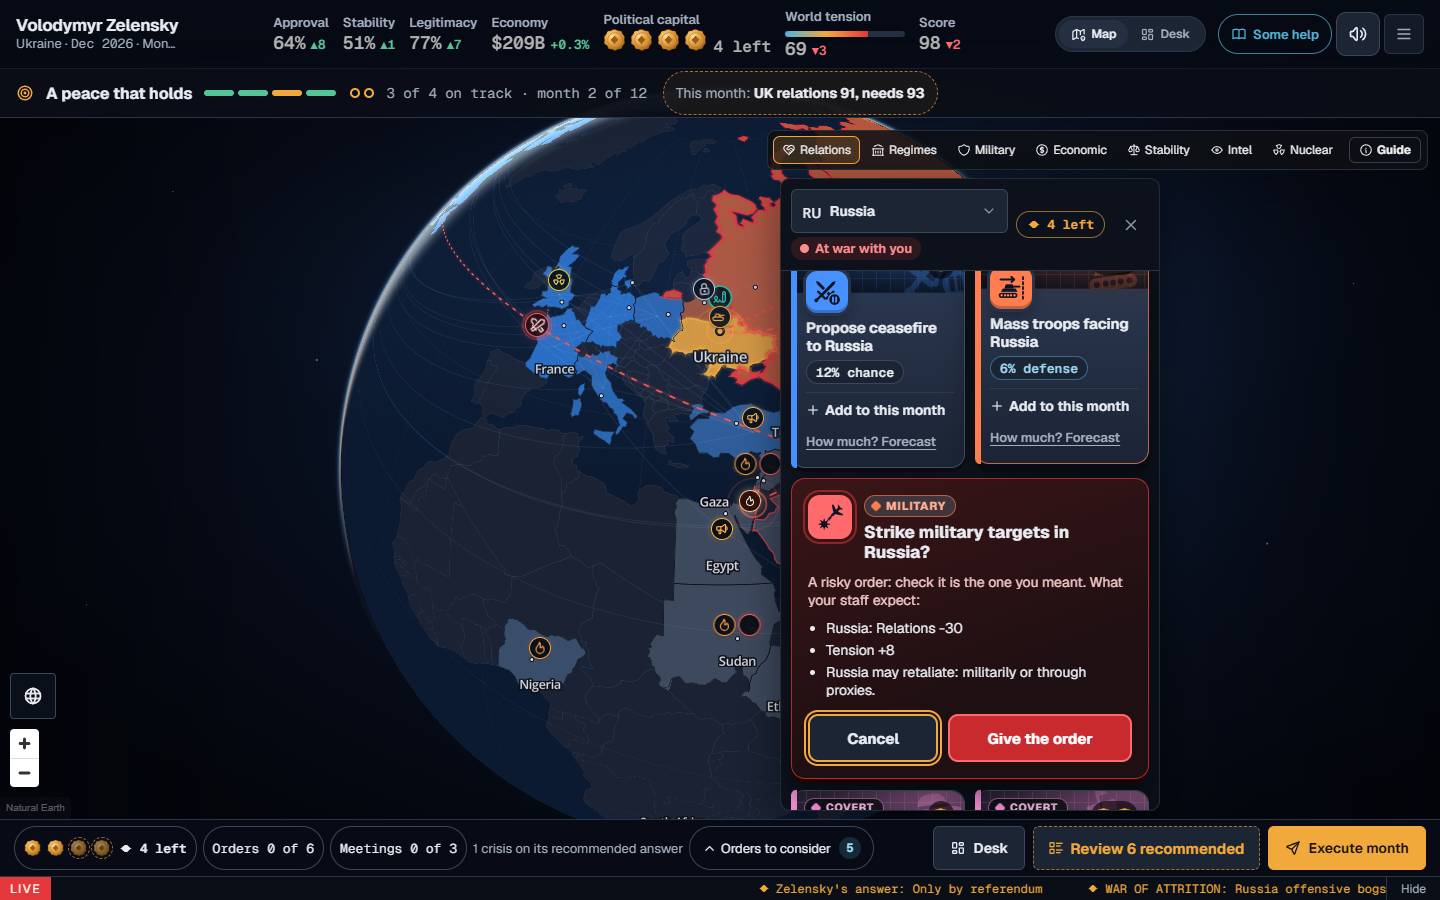 Volodymyr Zelensky
Ukraine · Dec 2026 · Mon…
Approval
64% ▴8
Stability
51% ▴1
Legitimacy
77% ▴7
Economy
$209B +0.3%
Political capital
4 left
World tension
69 ▾3
Score
98 ▾2
Map
Desk
Some help
A peace that holds
3 of 4 on track · month 2 of 12
This month: UK relations 91, needs 93
Relations
Regimes
Military
Economic
Stability
Intel
Nuclear
Guide
RU Russia
4 left
At war with you
Propose ceasefire
to Russia
12% chance
+ Add to this month
How much? Forecast
Mass troops facing
Russia
6% defense
+ Add to this month
How much? Forecast
MILITARY
Strike military targets in
Russia?
A risky order: check it is the one you meant. What
your staff expect:
• Russia: Relations -30
• Tension +8
• Russia may retaliate: militarily or through
proxies.
Cancel
Give the order
COVERT
COVERT
Ukraine
France
T
Gaza
Egypt
Sudan
Nigeria
Et
+
−
Natural Earth
4 left
Orders 0 of 6
Meetings 0 of 3
1 crisis on its recommended answer
Orders to consider 5
Desk
Review 6 recommended
Execute month
LIVE
Zelensky's answer: Only by referendum
WAR OF ATTRITION: Russia offensive bogs
Hide